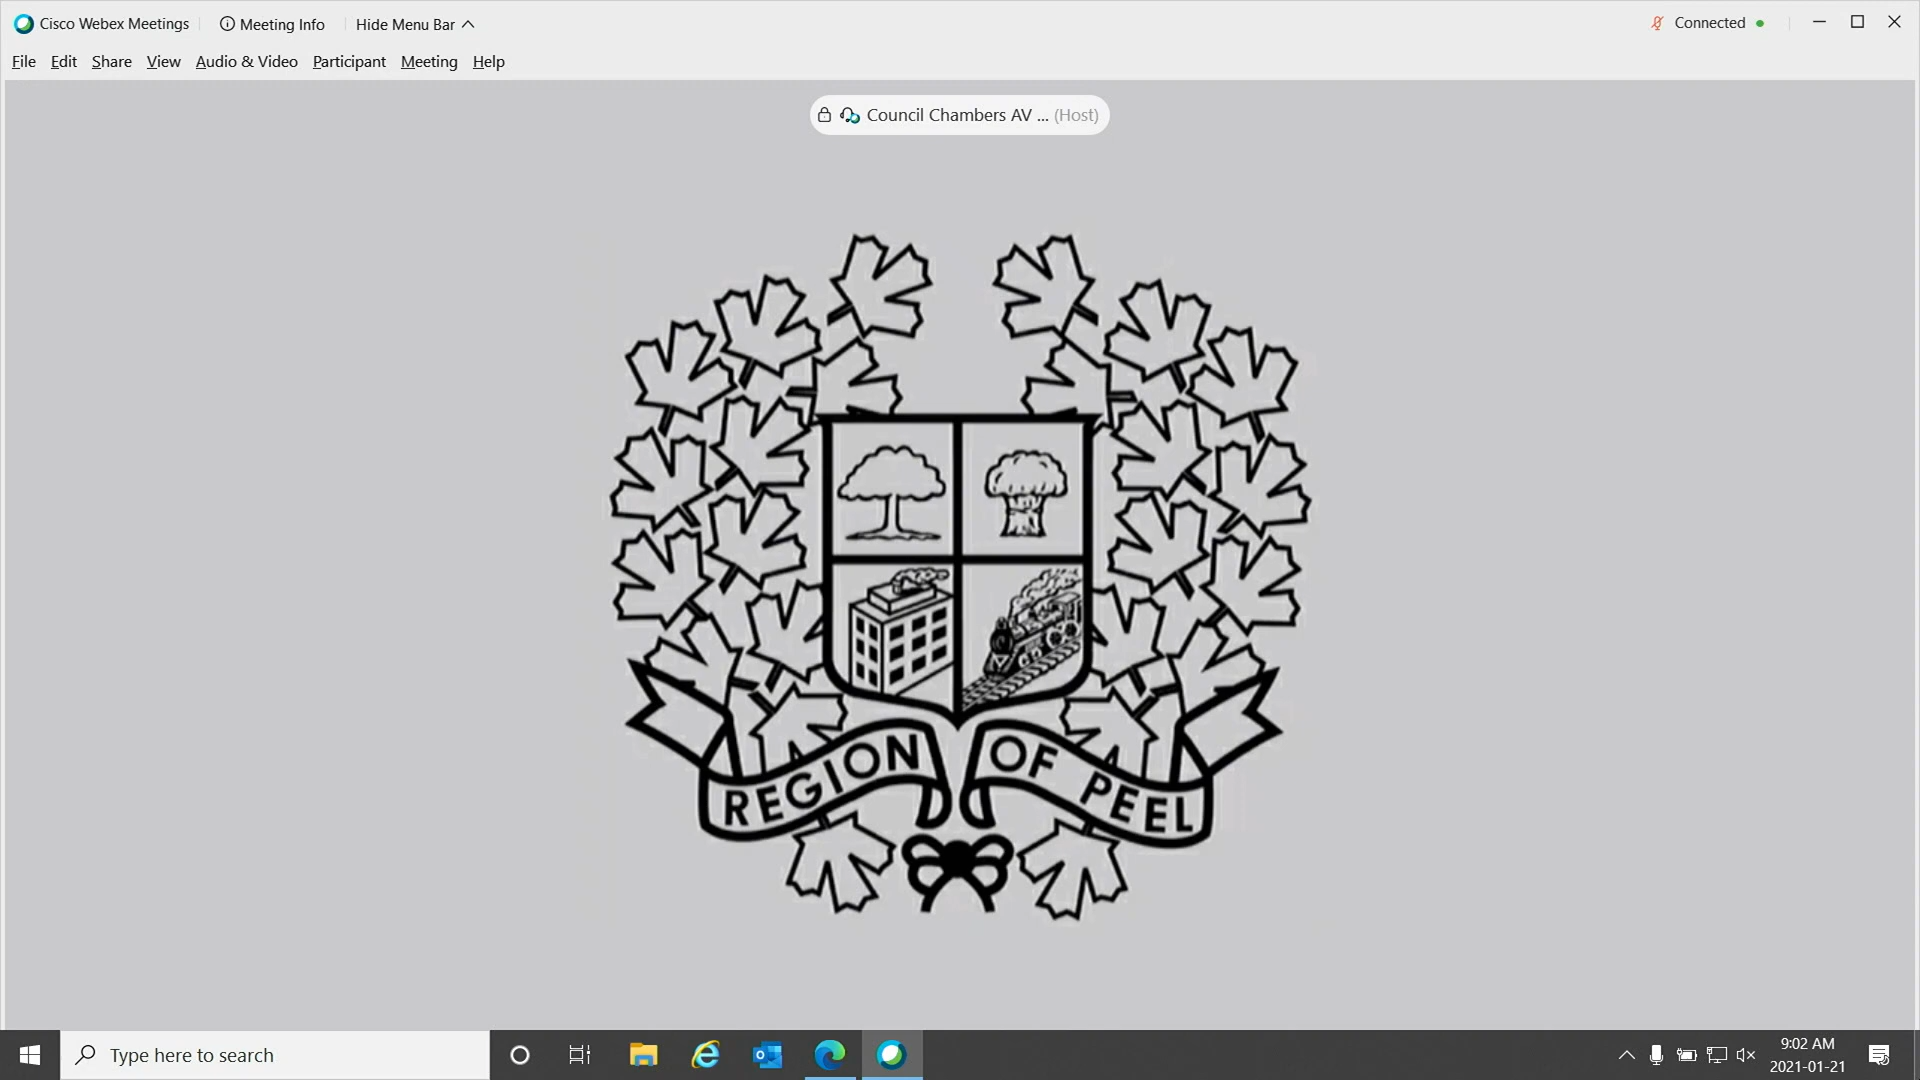 Cisco Webex Meetings Meeting Info Hide Menu Bar Connected
File Edit Share View Audio & Video Participant Meeting Help
Council Chambers AV ... (Host)
REGION OF PEEL
Type here to search
9:02 AM
2021-01-21